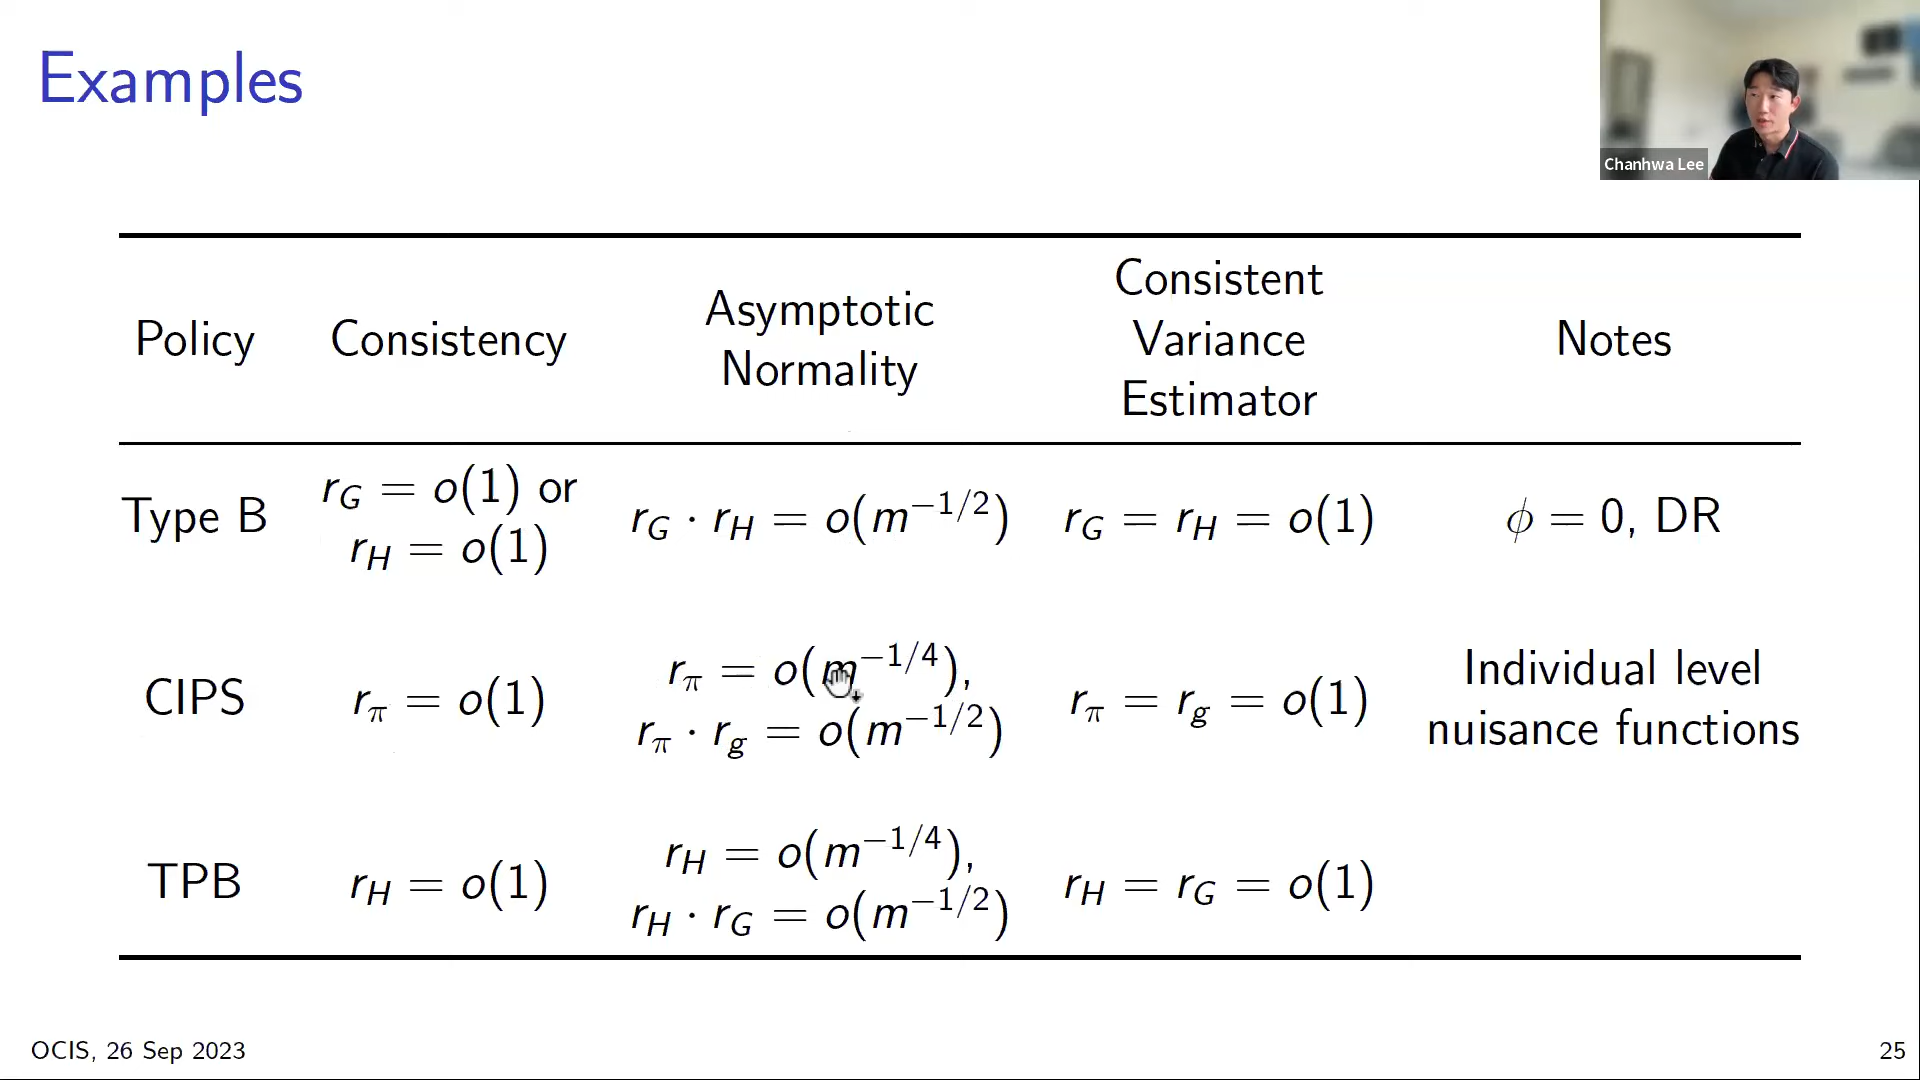 Examples
Chanhwa Lee
Policy
Consistency
Asymptotic
Normality
Consistent
Variance
Estimator
Notes
Type B
r_G = o(1) or
r_H = o(1)
r_G · r_H = o(m^{−1/2})
r_G = r_H = o(1)
ϕ = 0, DR
CIPS
r_π = o(1)
r_π = o(m^{−1/4}),
r_π · r_g = o(m^{−1/2})
r_π = r_g = o(1)
Individual level
nuisance functions
TPB
r_H = o(1)
r_H = o(m^{−1/4}),
r_H · r_G = o(m^{−1/2})
r_H = r_G = o(1)
OCIS, 26 Sep 2023
25